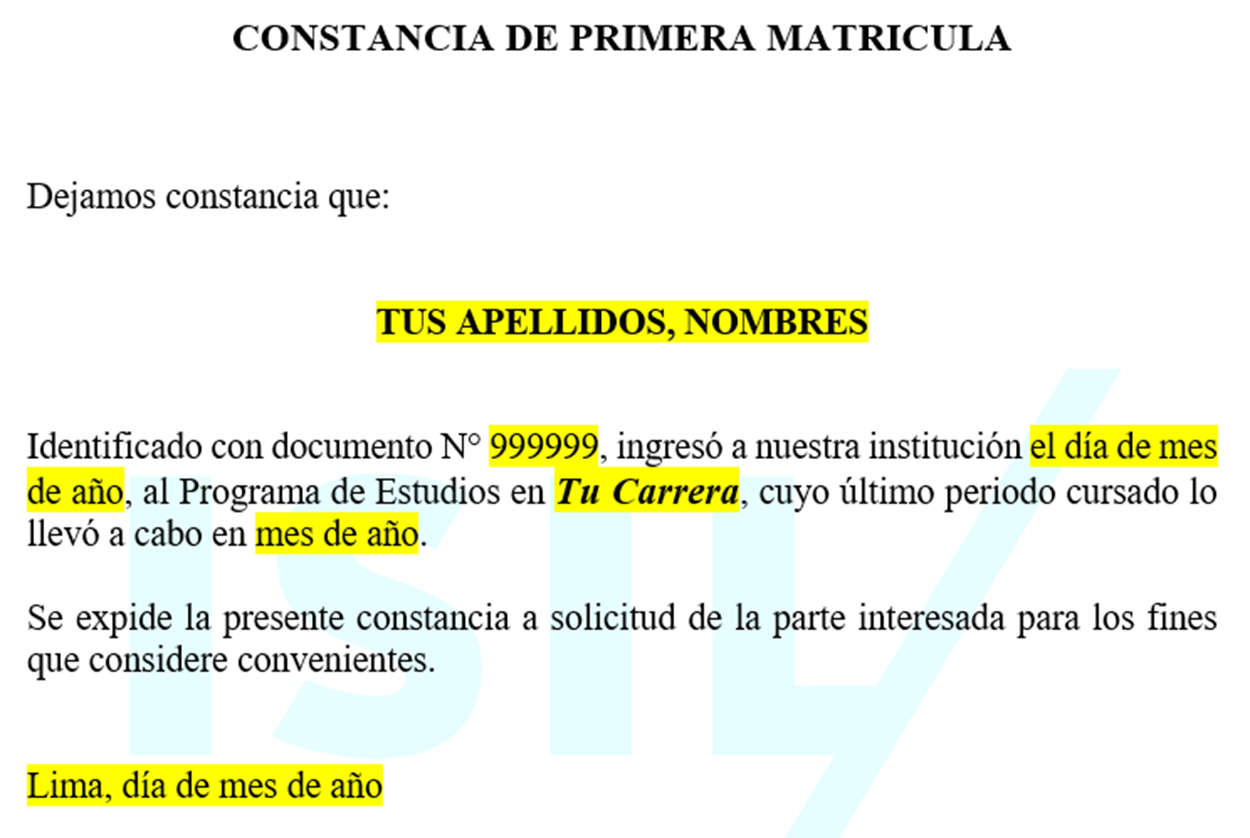 CONSTANCIA DE PRIMERA MATRICULA
Dejamos constancia que:
TUS APELLIDOS, NOMBRES
Identificado con documento N° 999999, ingresó a nuestra institución el día de mes
de año, al Programa de Estudios en Tu Carrera, cuyo último periodo cursado lo
llevó a cabo en mes de año.
Se expide la presente constancia a solicitud de la parte interesada para los fines
que considere convenientes.
Lima, día de mes de año
ISIL